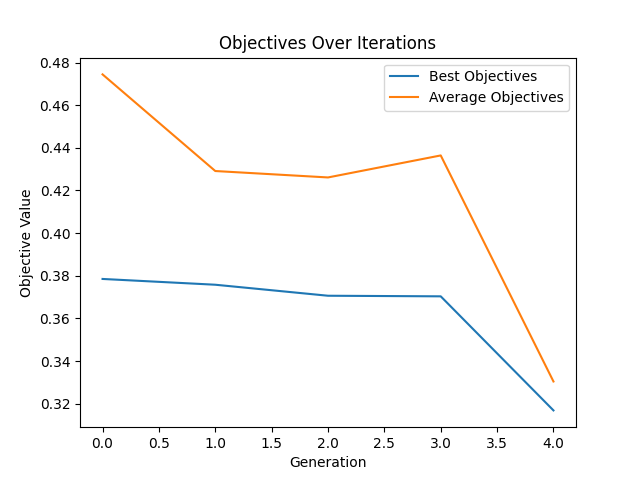 Objectives Over Iterations
Best Objectives
Average Objectives
Objective Value
0.48
0.46
0.44
0.42
0.40
0.38
0.36
0.34
0.32
0.0 0.5 1.0 1.5 2.0 2.5 3.0 3.5 4.0
Generation